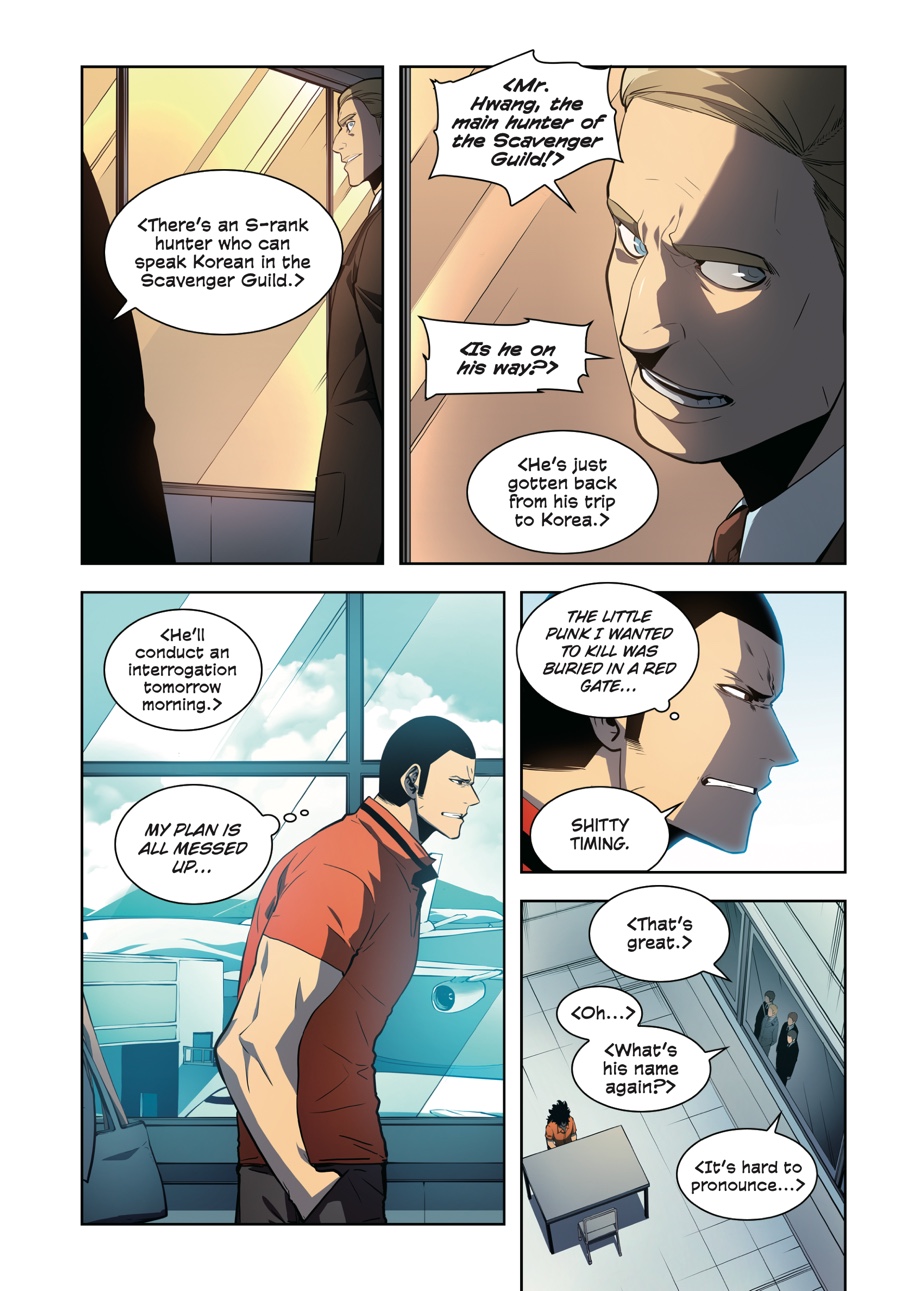 <There's an S-rank
hunter who can
speak Korean in the
Scavenger Guild.>
<Mr.
Hwang, the
main hunter of
the Scavenger
Guild!>
<Is he on
his way?>
<He's just
gotten back
from his trip
to Korea.>
<He'll
conduct an
interrogation
tomorrow
morning.>
MY PLAN IS
ALL MESSED
UP...
THE LITTLE
PUNK I WANTED
TO KILL WAS
BURIED IN A RED
GATE...
SHITTY
TIMING.
<That's
great.>
<Oh...>
<What's
his name
again?>
<It's hard to
pronounce...>